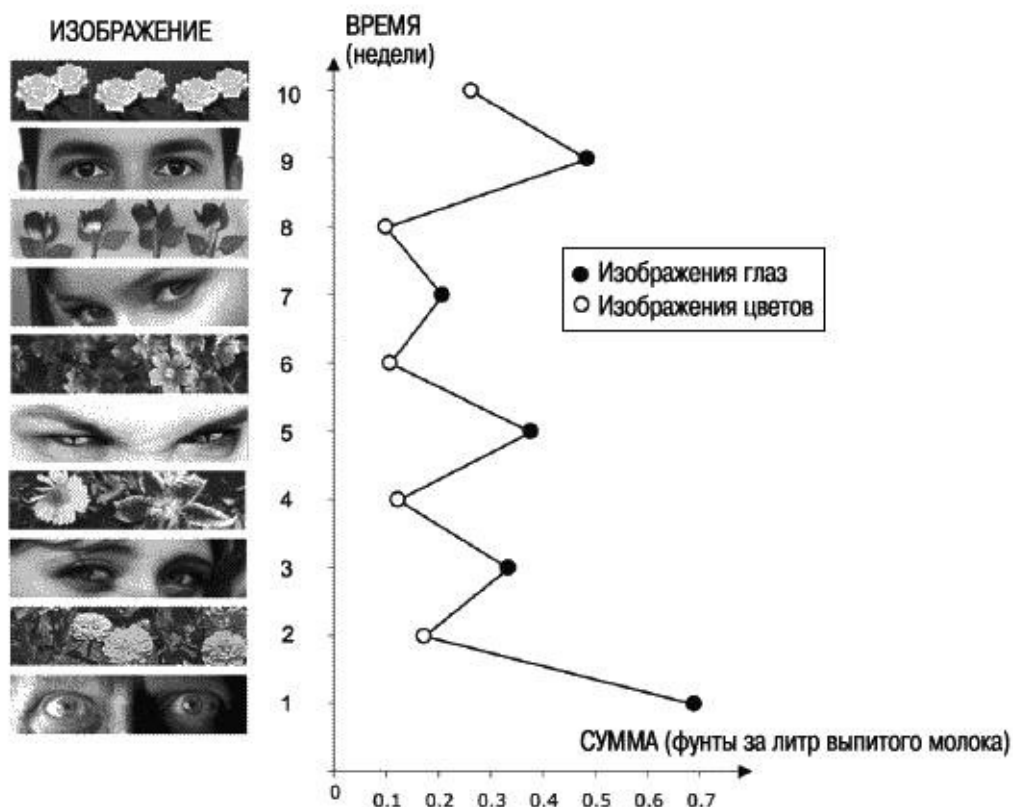 ИЗОБРАЖЕНИЕ
ВРЕМЯ
(недели)
10
9
8
7
6
5
4
3
2
1
Изображения глаз
Изображения цветов
СУММА (фунты за литр выпитого молока)
0 0.1 0.2 0.3 0.4 0.5 0.6 0.7